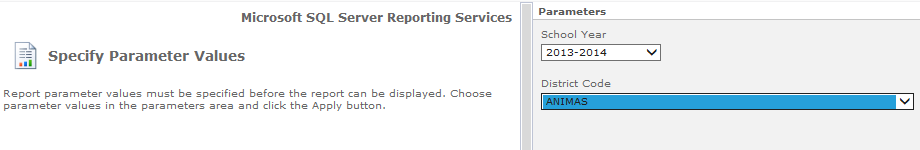 Microsoft SQL Server Reporting Services
Specify Parameter Values
Report parameter values must be specified before the report can be displayed. Choose
parameter values in the parameters area and click the Apply button.
Parameters
School Year
2013-2014
District Code
ANIMAS